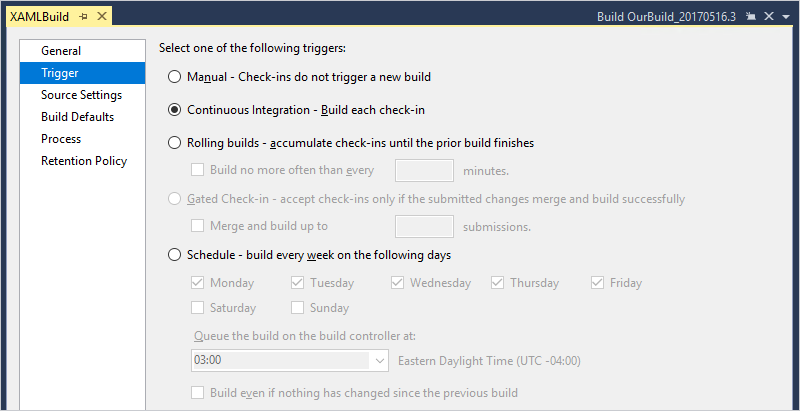 XAMLBuild
Build OurBuild_20170516.3
General
Trigger
Source Settings
Build Defaults
Process
Retention Policy
Select one of the following triggers:
Manual - Check-ins do not trigger a new build
Continuous Integration - Build each check-in
Rolling builds - accumulate check-ins until the prior build finishes
Build no more often than every minutes.
Gated Check-in - accept check-ins only if the submitted changes merge and build successfully
Merge and build up to submissions.
Schedule - build every week on the following days
Monday Tuesday Wednesday Thursday Friday
Saturday Sunday
Queue the build on the build controller at:
03:00 Eastern Daylight Time (UTC -04:00)
Build even if nothing has changed since the previous build